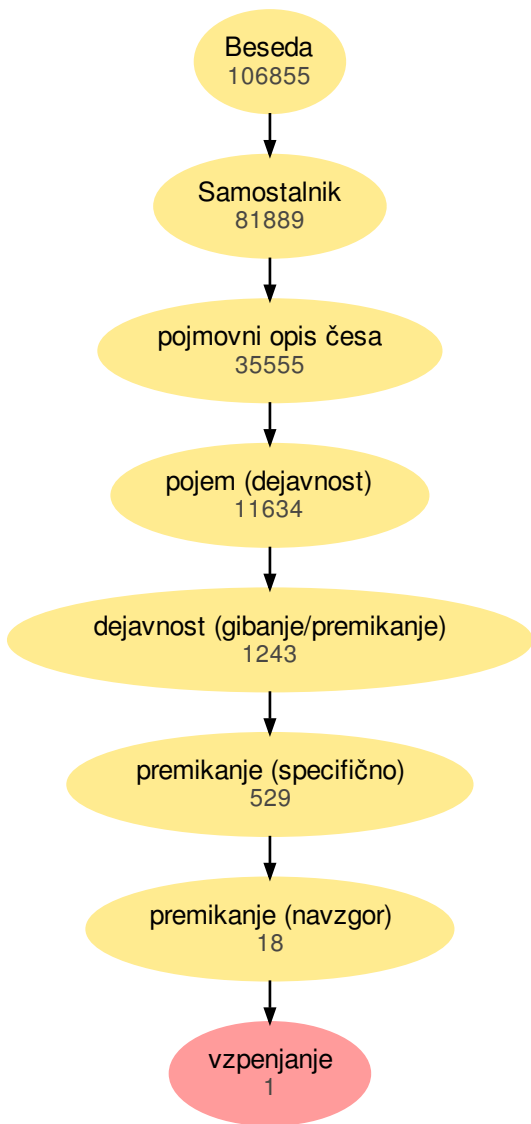 Beseda
106855
Samostalnik
81889
pojmovni opis česa
35555
pojem (dejavnost)
11634
dejavnost (gibanje/premikanje)
1243
premikanje (specifično)
529
premikanje (navzgor)
18
vzpenjanje
1